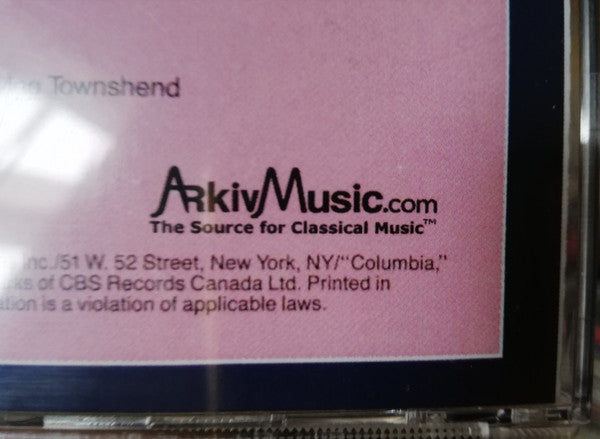 Townshend
ArkivMusic.com
The Source for Classical Music™
Inc./51 W. 52 Street, New York, NY/"Columbia,"
of CBS Records Canada Ltd. Printed in
is a violation of applicable laws.